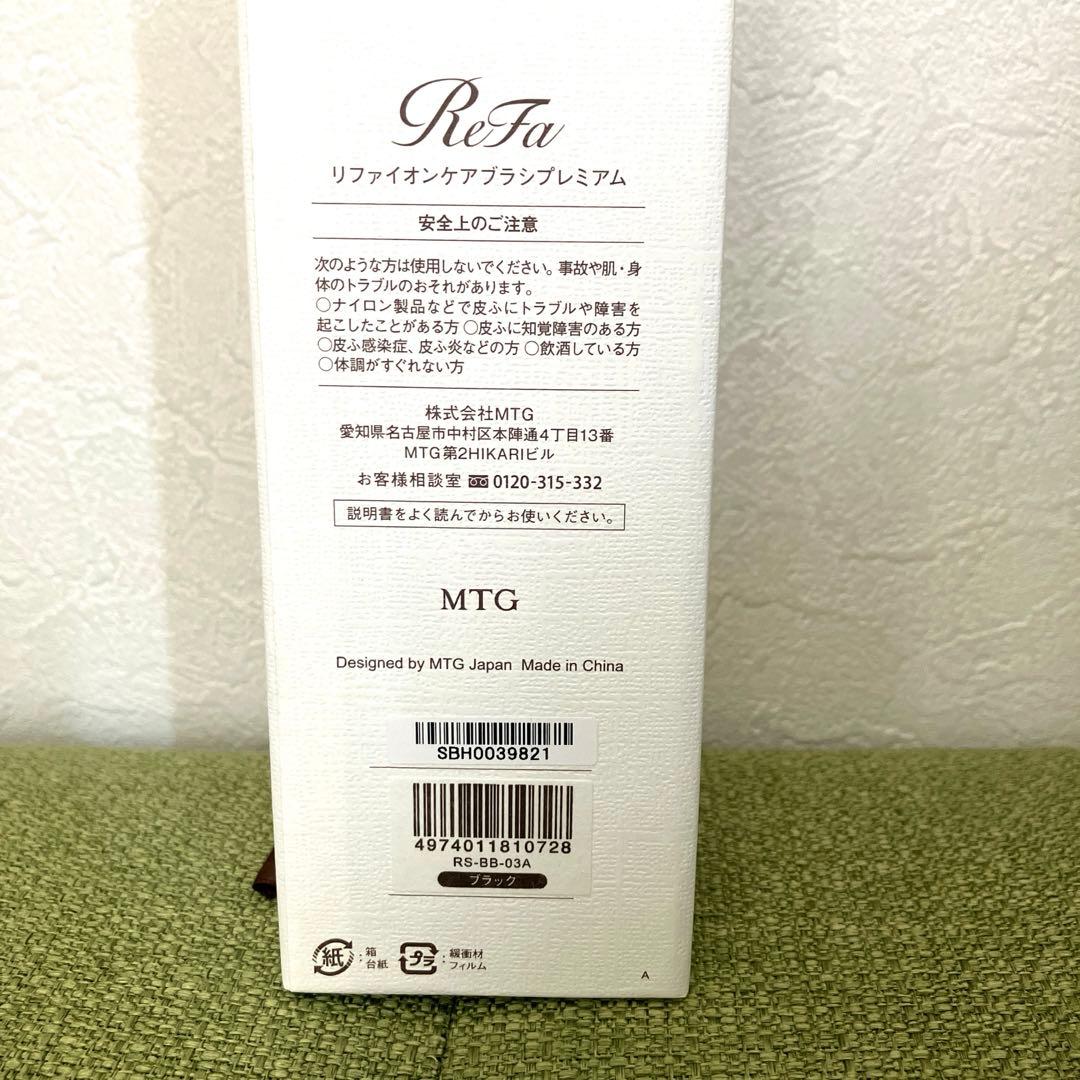 ReFa
リファイオンケアブラシプレミアム
安全上のご注意
次のような方は使用しないでください。事故や肌・身
体のトラブルのおそれがあります。
○ナイロン製品などで皮ふにトラブルや障害を
起こしたことがある方 ○皮ふに知覚障害のある方
○皮ふ感染症、皮ふ炎などの方 ○飲酒している方
○体調がすぐれない方
株式会社MTG
愛知県名古屋市中村区本陣通4丁目13番
MTG第2HIKARIビル
お客様相談室 0120-315-332
説明書をよく読んでからお使いください。
MTG
Designed by MTG Japan Made in China
SBH0039821
4974011810728
RS-BB-03A
ブラック
紙 : 箱
台紙
プラ : 緩衝材
フィルム
A